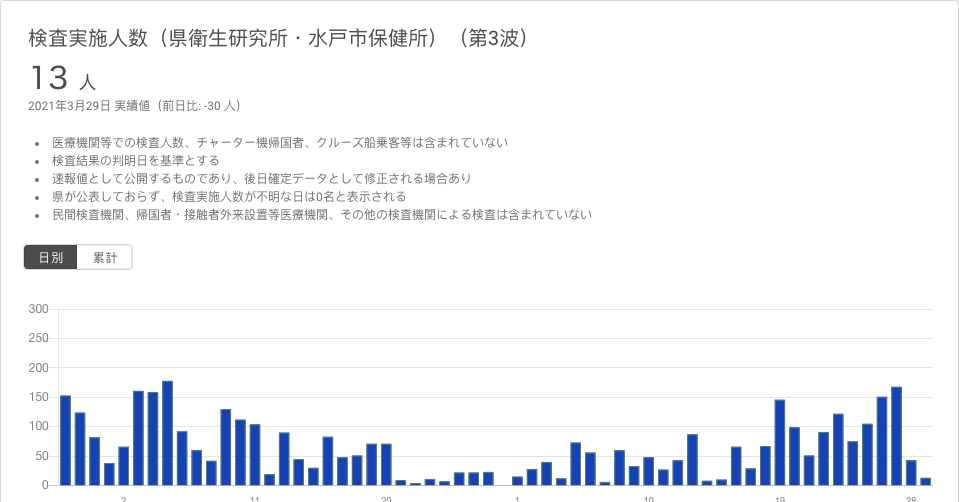 検査実施人数（県衛生研究所・水戸市保健所）（第3波）
13 人
2021年3月29日 実績値（前日比: -30 人）
• 医療機関等での検査人数、チャーター機帰国者、クルーズ船乗客等は含まれていない
• 検査結果の判明日を基準とする
• 速報値として公開するものであり、後日確定データとして修正される場合あり
• 県が公表しておらず、検査実施人数が不明な日は0名と表示される
• 民間検査機関、帰国者・接触者外来設置等医療機関、その他の検査機関による検査は含まれていない
日別 累計
300
250
200
150
100
50
0
2 11 20 1 10 19 28